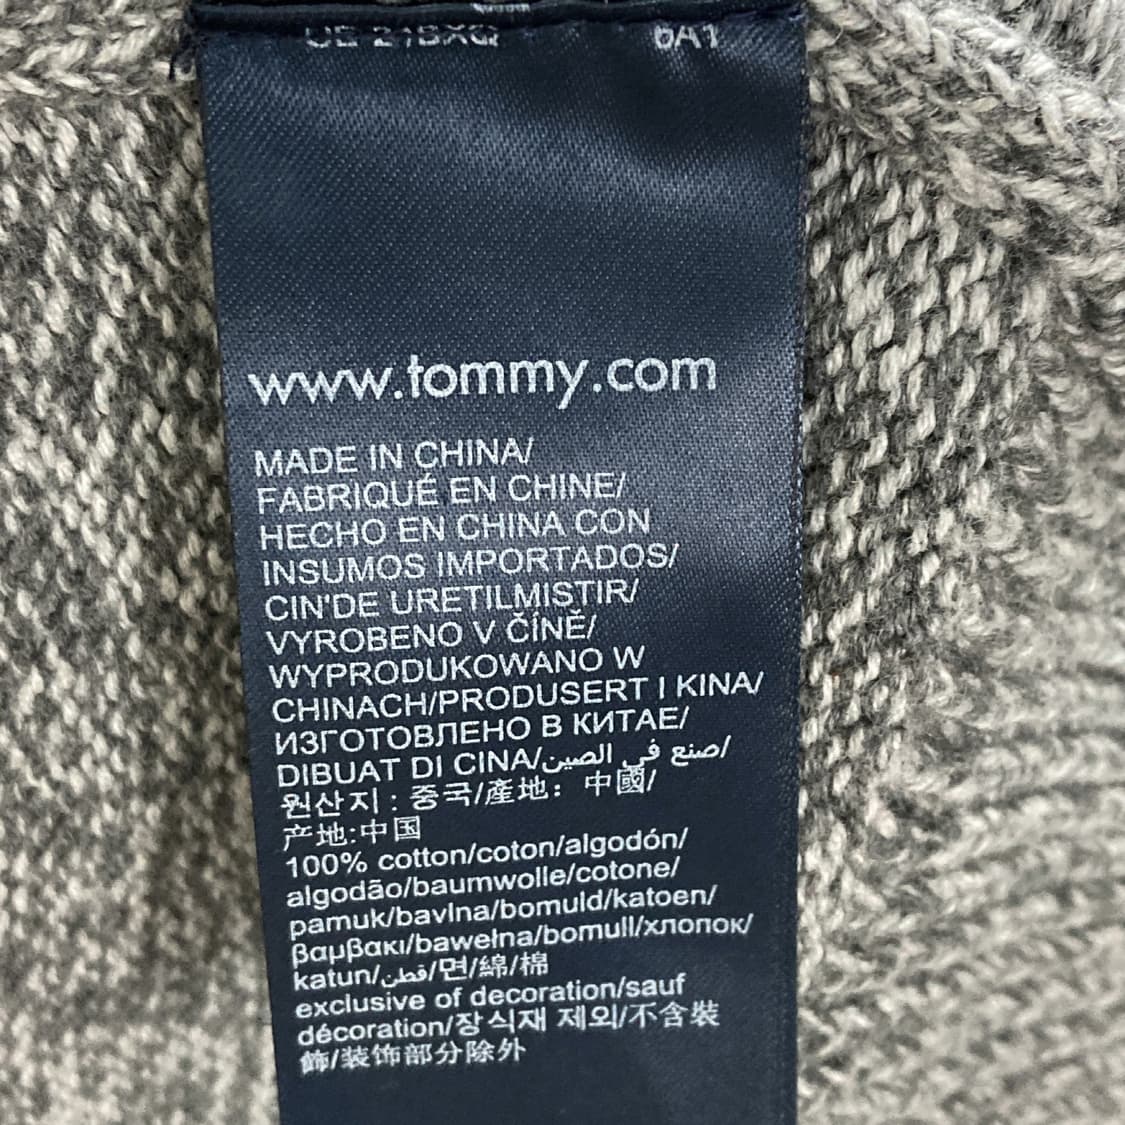 6A1
www.tommy.com
MADE IN CHINA/
FABRIQUÉ EN CHINE/
HECHO EN CHINA CON
INSUMOS IMPORTADOS/
CIN'DE URETILMISTIR/
VYROBENO V ČÍNĚ/
WYPRODUKOWANO W
CHINACH/PRODUSERT I KINA/
ИЗГОТОВЛЕНО В КИТАЕ/
DIBUAT DI CINA/صنع في الصين/
원산지 : 중국/產地：中國/
产地:中国
100% cotton/coton/algodón/
algodão/baumwolle/cotone/
pamuk/bavlna/bomuld/katoen/
βαμβακι/bawełna/bomull/хлопок/
katun/قطن/면/綿/棉
exclusive of decoration/sauf
décoration/장식재 제외/不含裝
飾/装饰部分除外